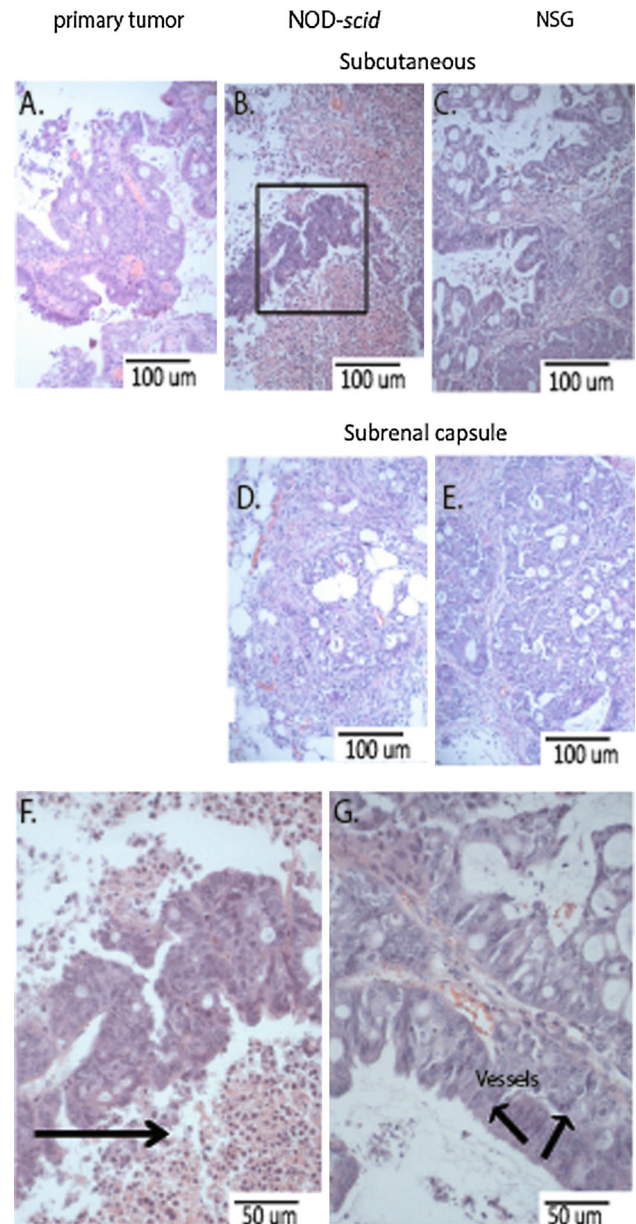 primary tumor NOD-scid NSG
Subcutaneous
A. B. C.
100 um 100 um 100 um
Subrenal capsule
D. E.
100 um 100 um
F. G.
Vessels
50 um 50 um